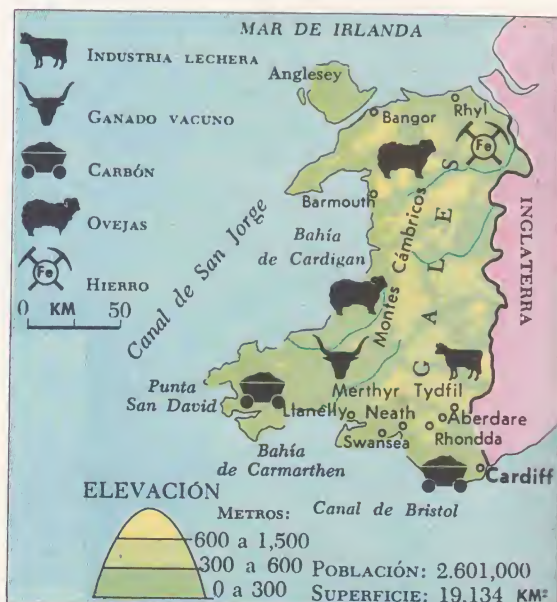 MAR DE IRLANDA
INDUSTRIA LECHERA
GANADO VACUNO
CARBÓN
OVEJAS
Fe
HIERRO
0 KM 50
Anglesey
Bangor
Rhyl
Fe
Barmouth
Bahía
de Cardigan
Canal de San Jorge
Montes Cámbricos
GALES
INGLATERRA
Punta
San David
Merthyr Tydfil
Llanelly
Neath
Aberdare
Swansea
Rhondda
Bahía
de Carmarthen
Cardiff
Canal de Bristol
ELEVACIÓN
METROS:
600 a 1,500
300 a 600
0 a 300
POBLACIÓN: 2.601,000
SUPERFICIE: 19.134 KM²